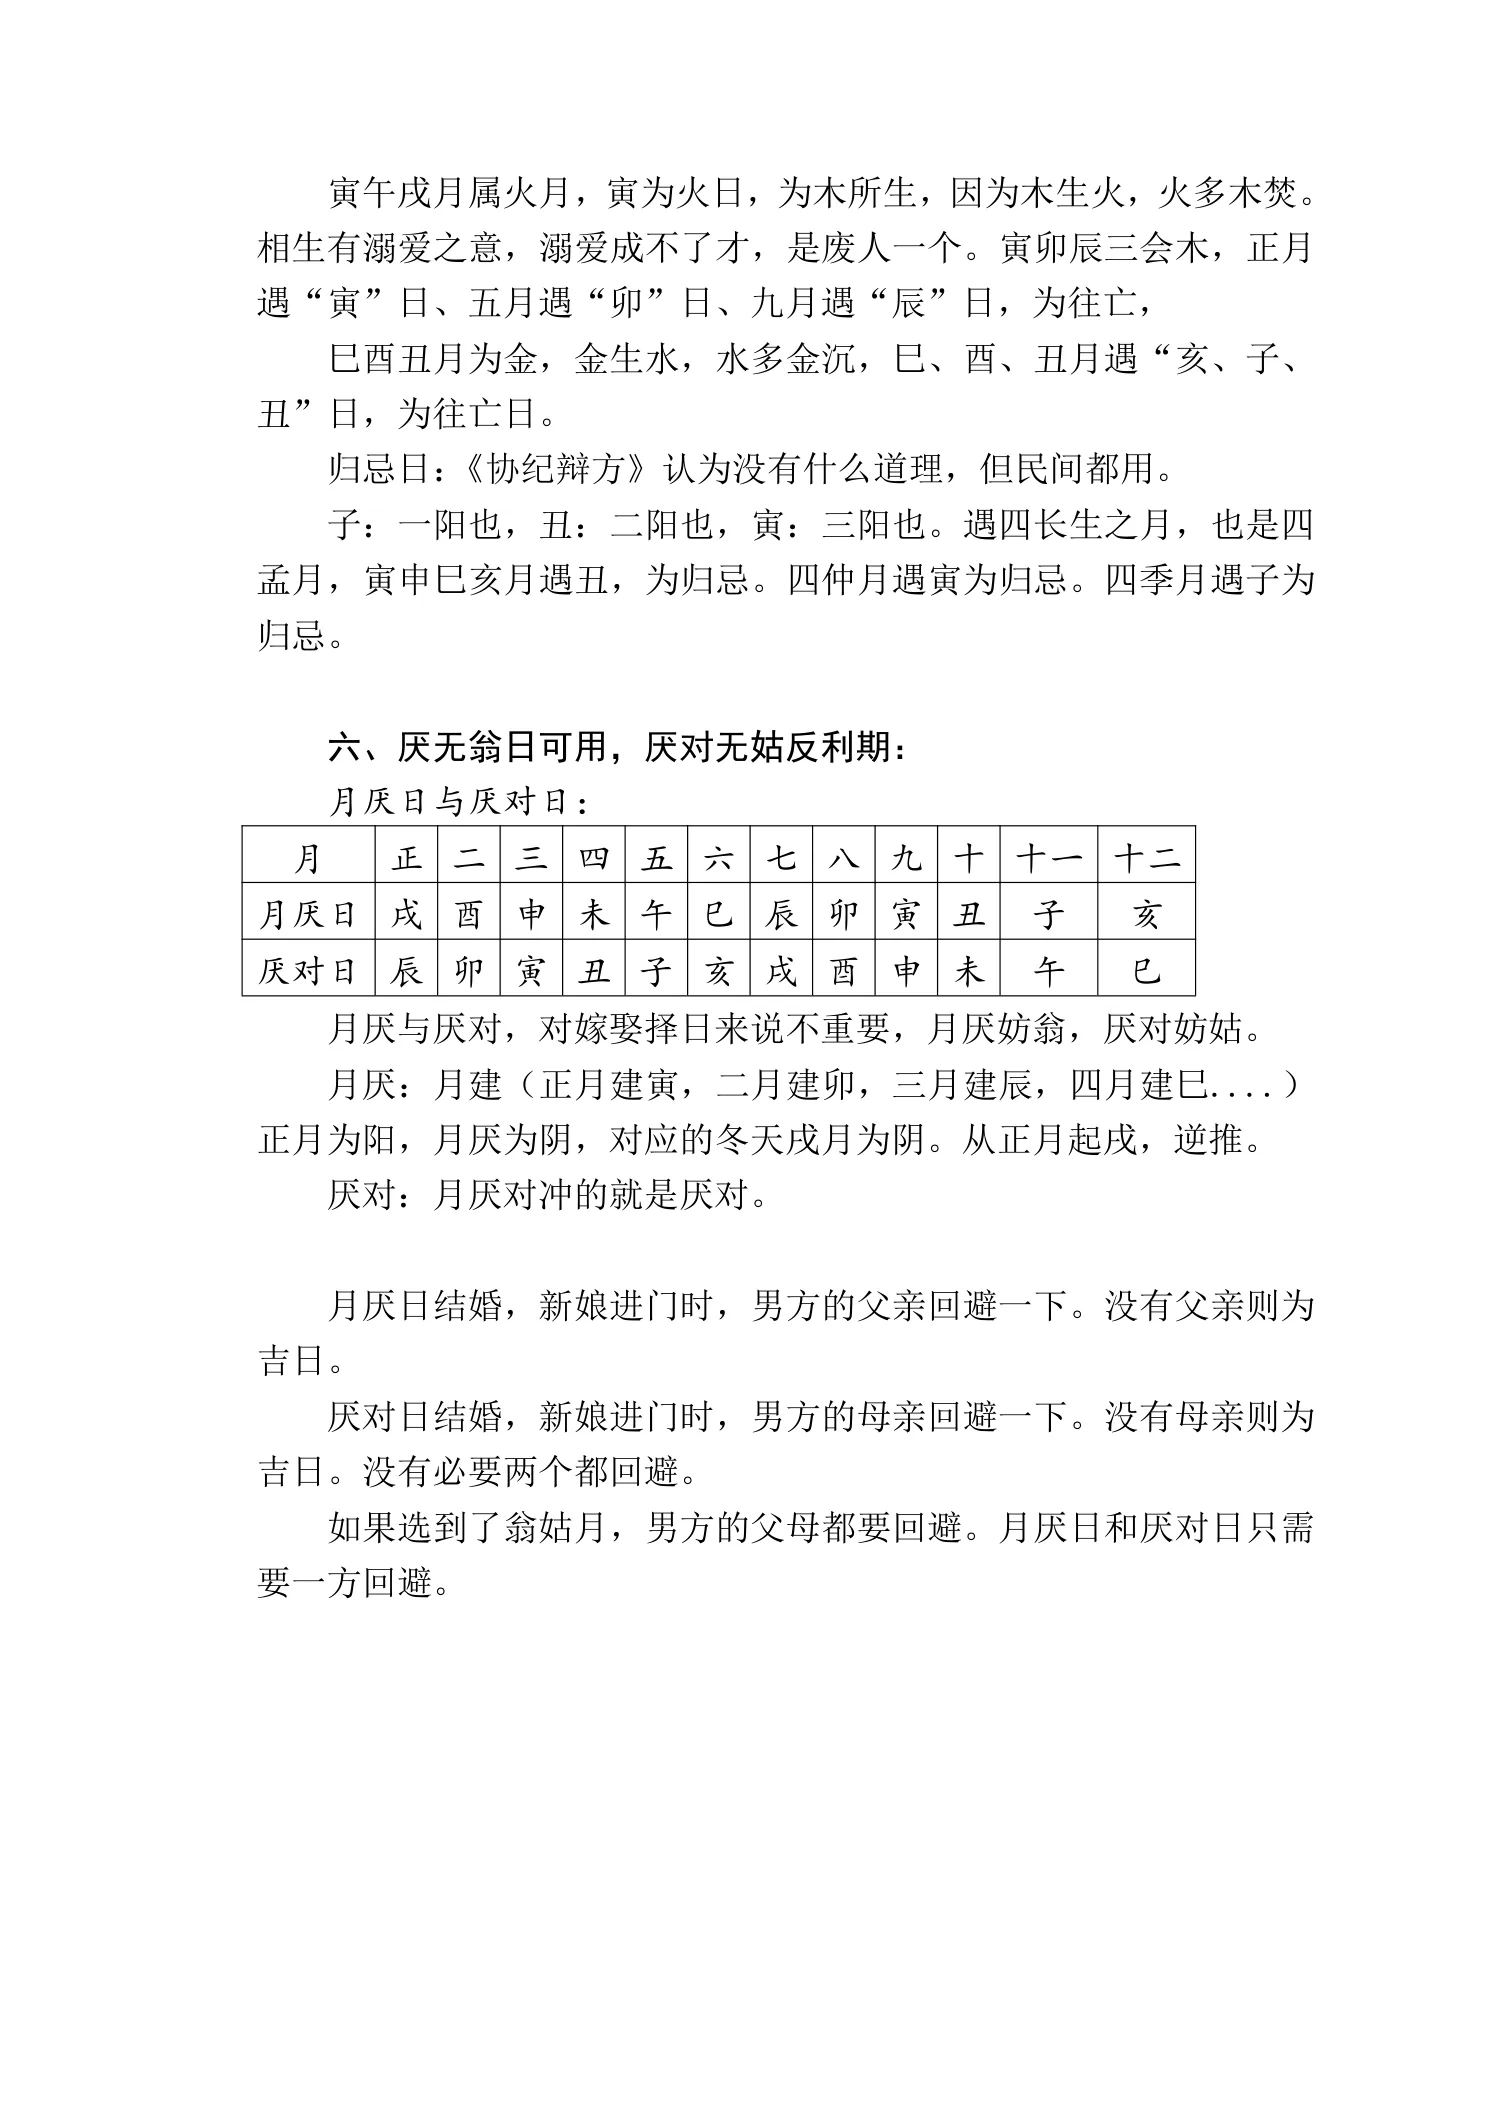 寅午戌月属火月，寅为火日，为木所生，因为木生火，火多木焚。
相生有溺爱之意，溺爱成不了才，是废人一个。寅卯辰三会木，正月
遇“寅”日、五月遇“卯”日、九月遇“辰”日，为往亡，
巳酉丑月为金，金生水，水多金沉，巳、酉、丑月遇“亥、子、
丑”日，为往亡日。
归忌日：《协纪辩方》认为没有什么道理，但民间都用。
子：一阳也，丑：二阳也，寅：三阳也。遇四长生之月，也是四
孟月，寅申巳亥月遇丑，为归忌。四仲月遇寅为归忌。四季月遇子为
归忌。
六、厌无翁日可用，厌对无姑反利期：
月厌日与厌对日：
月 正 二 三 四 五 六 七 八 九 十 十一 十二
月厌日 戌 酉 申 未 午 巳 辰 卯 寅 丑 子 亥
厌对日 辰 卯 寅 丑 子 亥 戌 酉 申 未 午 巳
月厌与厌对，对嫁娶择日来说不重要，月厌妨翁，厌对妨姑。
月厌：月建（正月建寅，二月建卯，三月建辰，四月建巳....）
正月为阳，月厌为阴，对应的冬天戌月为阴。从正月起戌，逆推。
厌对：月厌对冲的就是厌对。
月厌日结婚，新娘进门时，男方的父亲回避一下。没有父亲则为
吉日。
厌对日结婚，新娘进门时，男方的母亲回避一下。没有母亲则为
吉日。没有必要两个都回避。
如果选到了翁姑月，男方的父母都要回避。月厌日和厌对日只需
要一方回避。